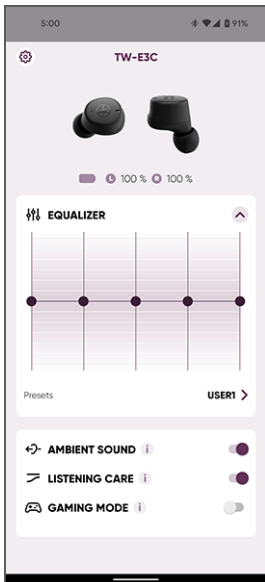 5:00 91%
TW-E3C
L 100 % R 100 %
EQUALIZER
Presets USER1
AMBIENT SOUND i
LISTENING CARE i
GAMING MODE i